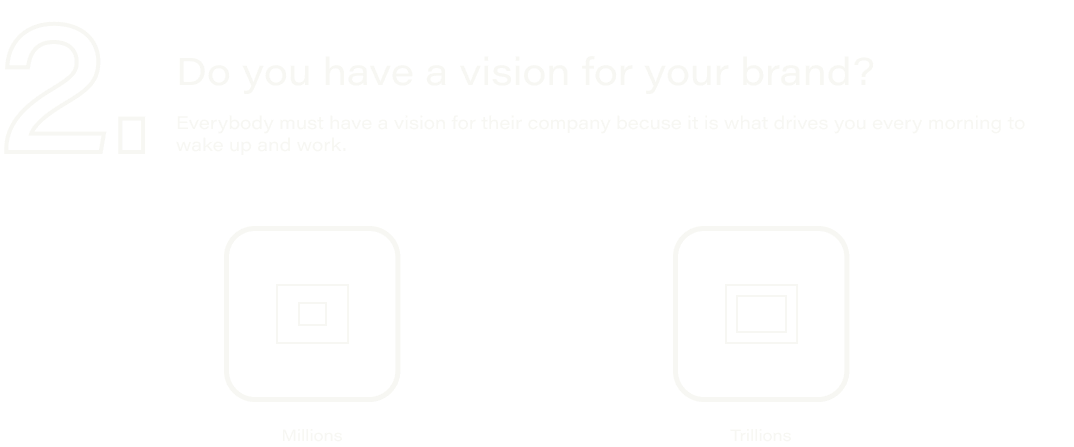 2.
Do you have a vision for your brand?
Everybody must have a vision for their company becuse it is what drives you every morning to
wake up and work.
Millions
Trillions